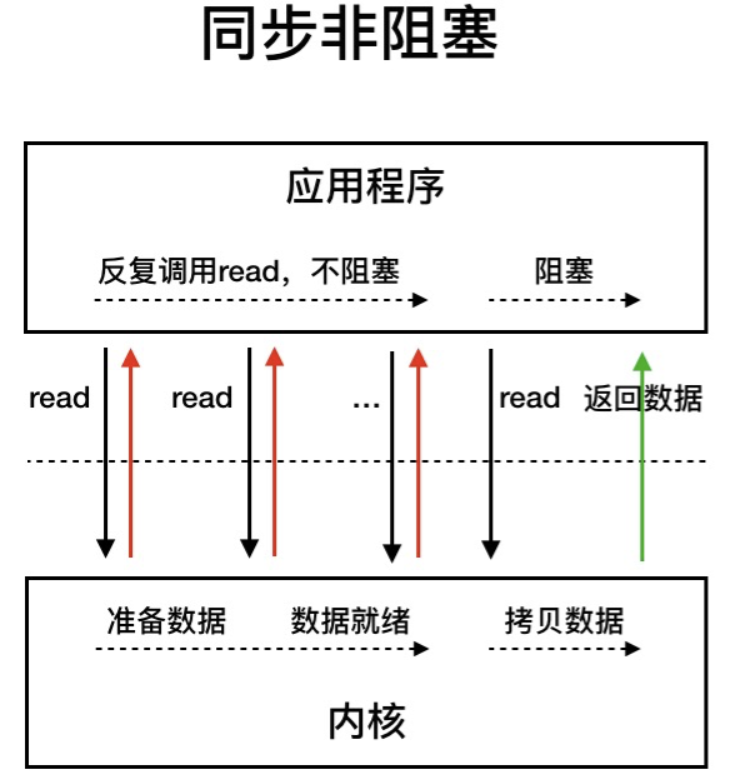 同步非阻塞
应用程序
反复调用read，不阻塞
阻塞
read
read
...
read
返回数据
准备数据
数据就绪
拷贝数据
内核